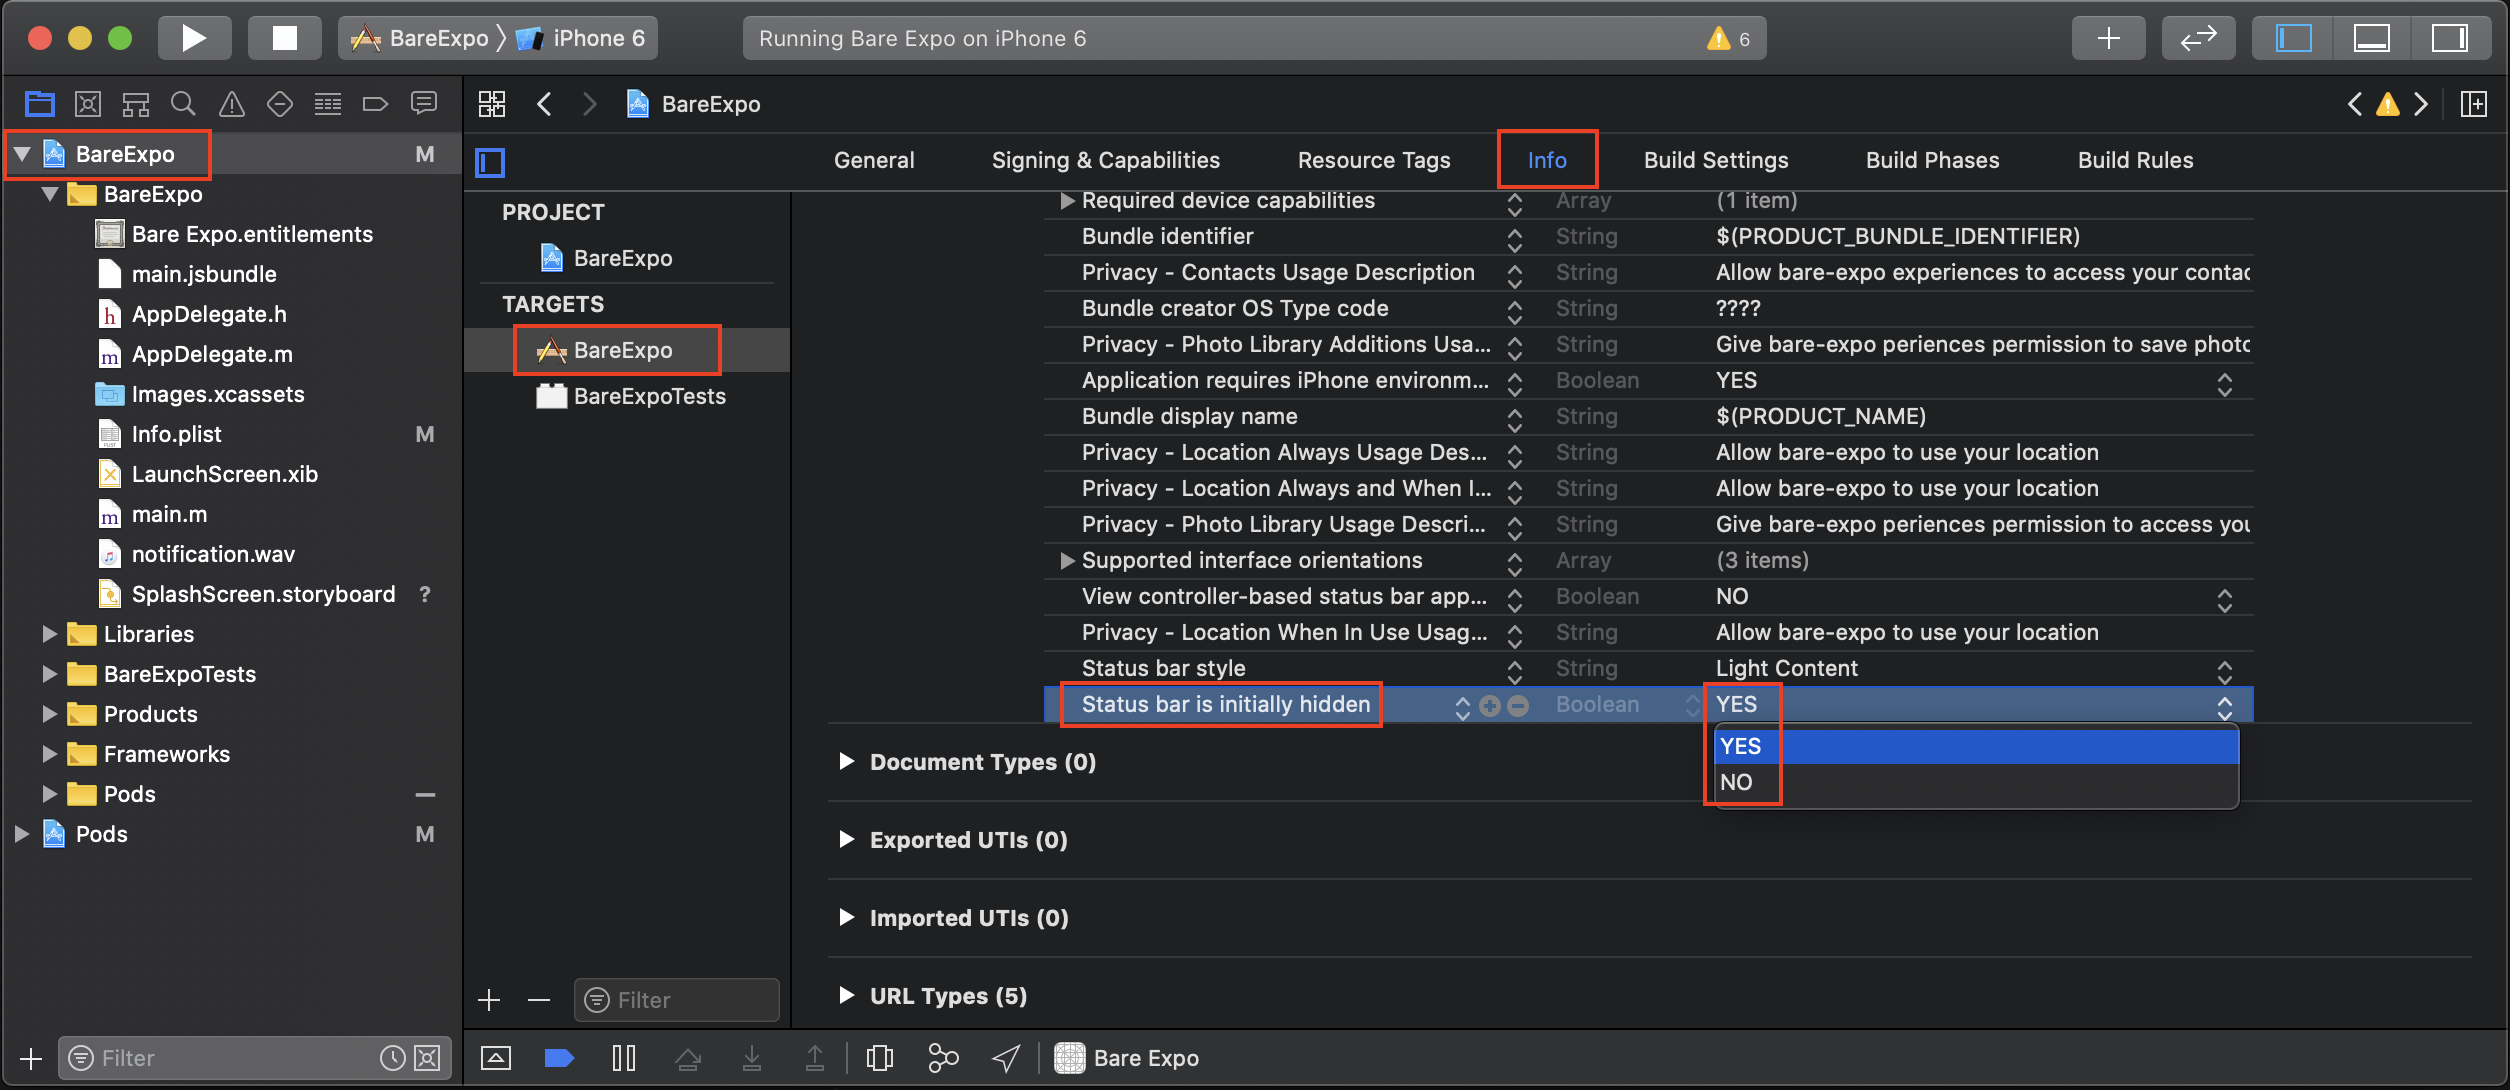 BareExpo iPhone 6
Running Bare Expo on iPhone 6
6
BareExpo
BareExpo M
BareExpo
Bare Expo.entitlements
main.jsbundle
AppDelegate.h
AppDelegate.m
Images.xcassets
Info.plist M
LaunchScreen.xib
main.m
notification.wav
SplashScreen.storyboard ?
Libraries
BareExpoTests
Products
Frameworks
Pods
Pods M
Filter
General Signing & Capabilities Resource Tags Info Build Settings Build Phases Build Rules
PROJECT
BareExpo
TARGETS
BareExpo
BareExpoTests
Filter
Required device capabilities Array (1 item)
Bundle identifier String $(PRODUCT_BUNDLE_IDENTIFIER)
Privacy - Contacts Usage Description String Allow bare-expo experiences to access your contac
Bundle creator OS Type code String ????
Privacy - Photo Library Additions Usa... String Give bare-expo periences permission to save photo
Application requires iPhone environm... Boolean YES
Bundle display name String $(PRODUCT_NAME)
Privacy - Location Always Usage Des... String Allow bare-expo to use your location
Privacy - Location Always and When I... String Allow bare-expo to use your location
Privacy - Photo Library Usage Descri... String Give bare-expo periences permission to access you
Supported interface orientations Array (3 items)
View controller-based status bar app... Boolean NO
Privacy - Location When In Use Usag... String Allow bare-expo to use your location
Status bar style String Light Content
Status bar is initially hidden Boolean YES
YES
NO
Document Types (0)
Exported UTIs (0)
Imported UTIs (0)
URL Types (5)
Bare Expo